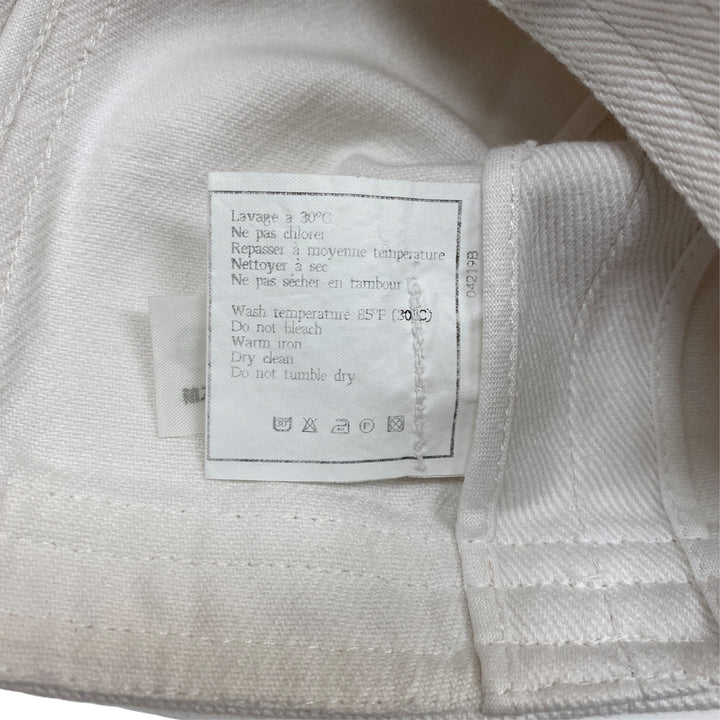 Lavage à 30°C
Ne pas chlorer
Repasser à moyenne température
Nettoyer à sec
Ne pas sécher en tambour
Wash temperature 85°F (30°C)
Do not bleach
Warm iron
Dry clean
Do not tumble dry
04219B